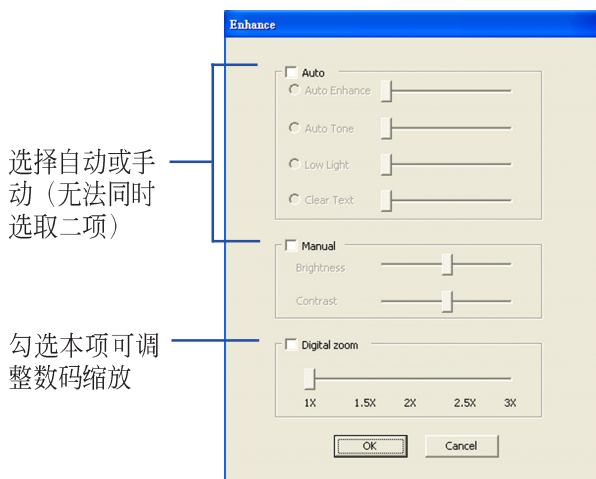 Enhance
Auto
Auto Enhance
Auto Tone
Low Light
Clear Text
选择自动或手
动（无法同时
选取二项）
Manual
Brightness
Contrast
勾选本项可调
整数码缩放
Digital zoom
1X 1.5X 2X 2.5X 3X
OK Cancel